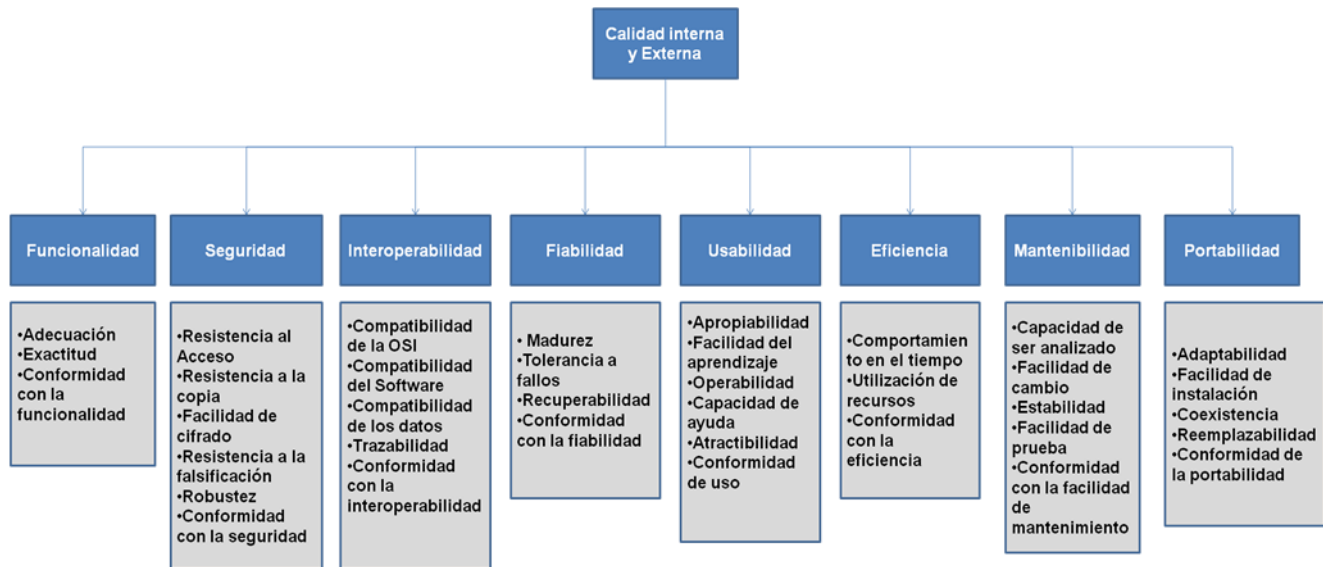 Calidad interna
y Externa
Funcionalidad
Seguridad
Interoperabilidad
Fiabilidad
Usabilidad
Eficiencia
Mantenibilidad
Portabilidad
•Adecuación
•Exactitud
•Conformidad
con la
funcionalidad
•Resistencia al
Acceso
•Resistencia a la
copia
•Facilidad de
cifrado
•Resistencia a la
falsificación
•Robustez
•Conformidad
con la seguridad
•Compatibilidad
de la OSI
•Compatibilidad
del Software
•Compatibilidad
de los datos
•Trazabilidad
•Conformidad
con la
interoperabilidad
• Madurez
•Tolerancia a
fallos
•Recuperabilidad
•Conformidad
con la fiabilidad
•Apropiabilidad
•Facilidad del
aprendizaje
•Operabilidad
•Capacidad de
ayuda
•Atractibilidad
•Conformidad
de uso
•Comportamien
to en el tiempo
•Utilización de
recursos
•Conformidad
con la
eficiencia
•Capacidad de
ser analizado
•Facilidad de
cambio
•Estabilidad
•Facilidad de
prueba
•Conformidad
con la facilidad
de
mantenimiento
•Adaptabilidad
•Facilidad de
instalación
•Coexistencia
•Reemplazabilidad
•Conformidad de
la portabilidad